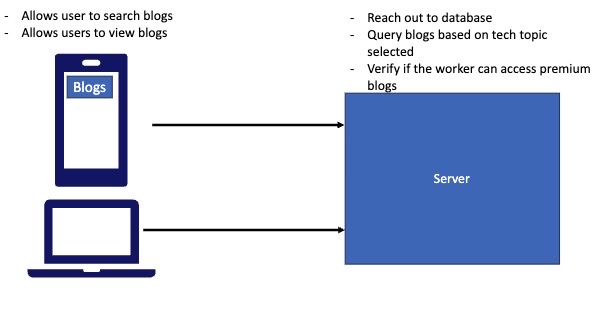 - Allows user to search blogs
- Allows users to view blogs
- Reach out to database
- Query blogs based on tech topic
selected
- Verify if the worker can access premium
blogs
Blogs
Server